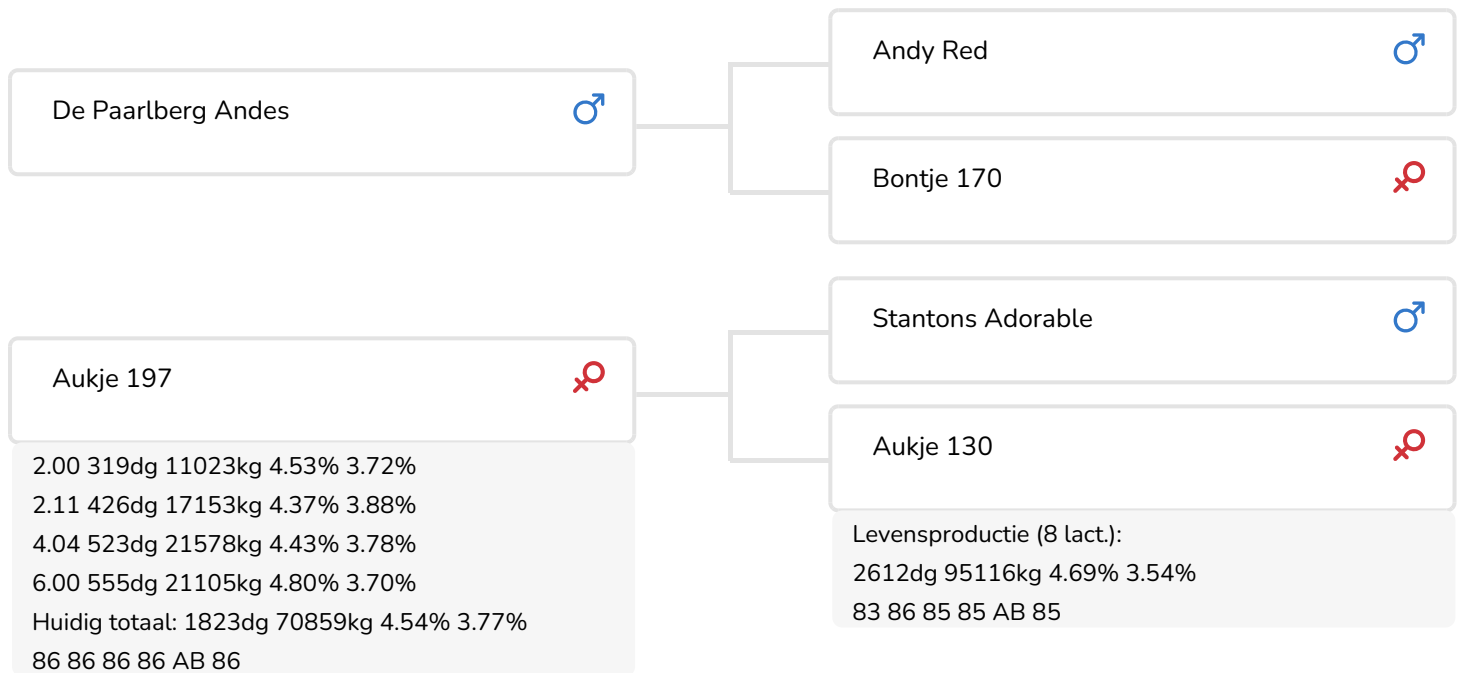 De Paarlberg Andes
Andy Red
Bontje 170
Aukje 197
2.00 319dg 11023kg 4.53% 3.72%
2.11 426dg 17153kg 4.37% 3.88%
4.04 523dg 21578kg 4.43% 3.78%
6.00 555dg 21105kg 4.80% 3.70%
Huidig totaal: 1823dg 70859kg 4.54% 3.77%
86 86 86 86 AB 86
Stantons Adorable
Aukje 130
Levensproductie (8 lact.):
2612dg 95116kg 4.69% 3.54%
83 86 85 85 AB 85